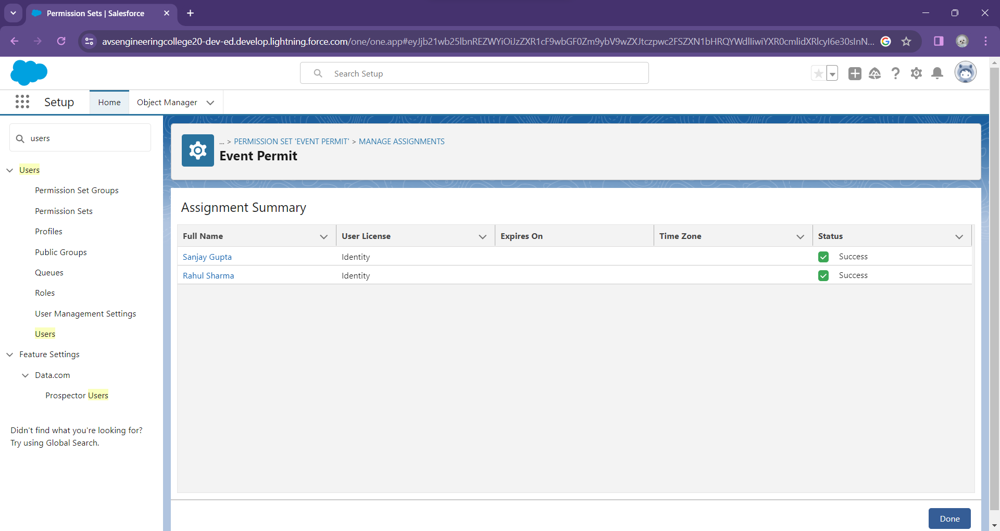 Permission Sets | Salesforce
avsengineeringcollege20-dev-ed.develop.lightning.force.com/one/one.app#eyJjb21wb25lbnREZWYiOiJzZXR1cF9wbGF0Zm9ybV9wZXJtczpwc2FSZXN1bHRQYWdlIiwiYXR0cmlidXRlcyI6e30sInN...
Search Setup
Setup
Home
Object Manager
users
Users
Permission Set Groups
Permission Sets
Profiles
Public Groups
Queues
Roles
User Management Settings
Users
Feature Settings
Data.com
Prospector Users
Didn't find what you're looking for?
Try using Global Search.
... > PERMISSION SET 'EVENT PERMIT' > MANAGE ASSIGNMENTS
Event Permit
Assignment Summary
Full Name User License Expires On Time Zone Status
Sanjay Gupta Identity Success
Rahul Sharma Identity Success
Done